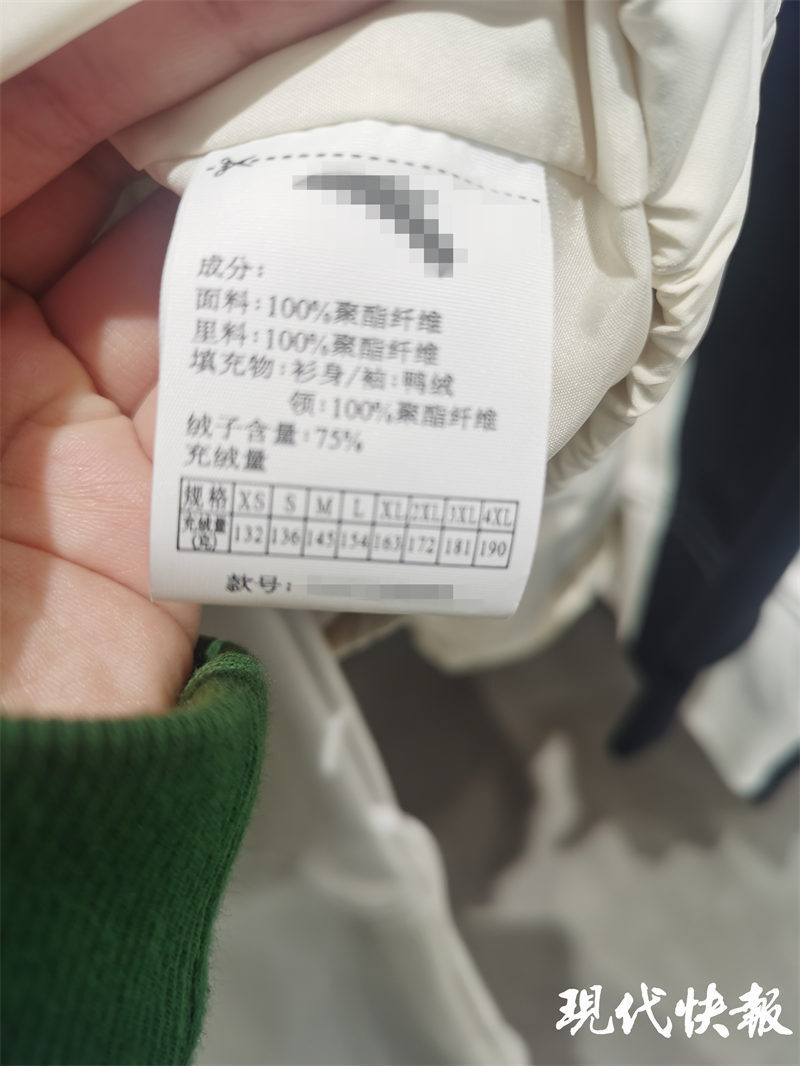 成分：
面料：100%聚酯纤维
里料：100%聚酯纤维
填充物：衫身/袖：鸭绒
领：100%聚酯纤维
绒子含量：75%
充绒量
规格 XS S M L XL 2XL 3XL 4XL
充绒量(克) 132 136 145 154 163 172 181 190
款号：
现代快報